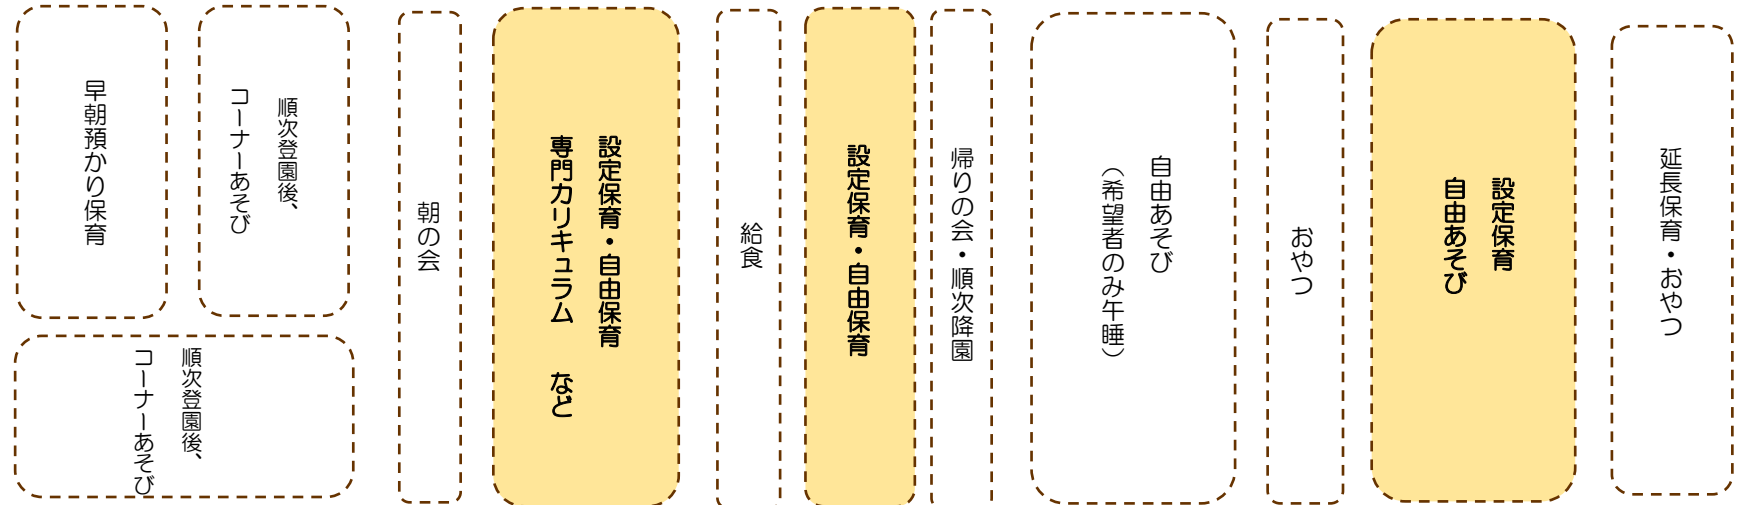 早朝預かり保育
順次登園後、
コーナーあそび
順次登園後、
コーナーあそび
朝の会
設定保育・自由保育
専門カリキュラム　など
給食
設定保育・自由保育
帰りの会・順次降園
自由あそび
（希望者のみ午睡）
おやつ
設定保育
自由あそび
延長保育・おやつ